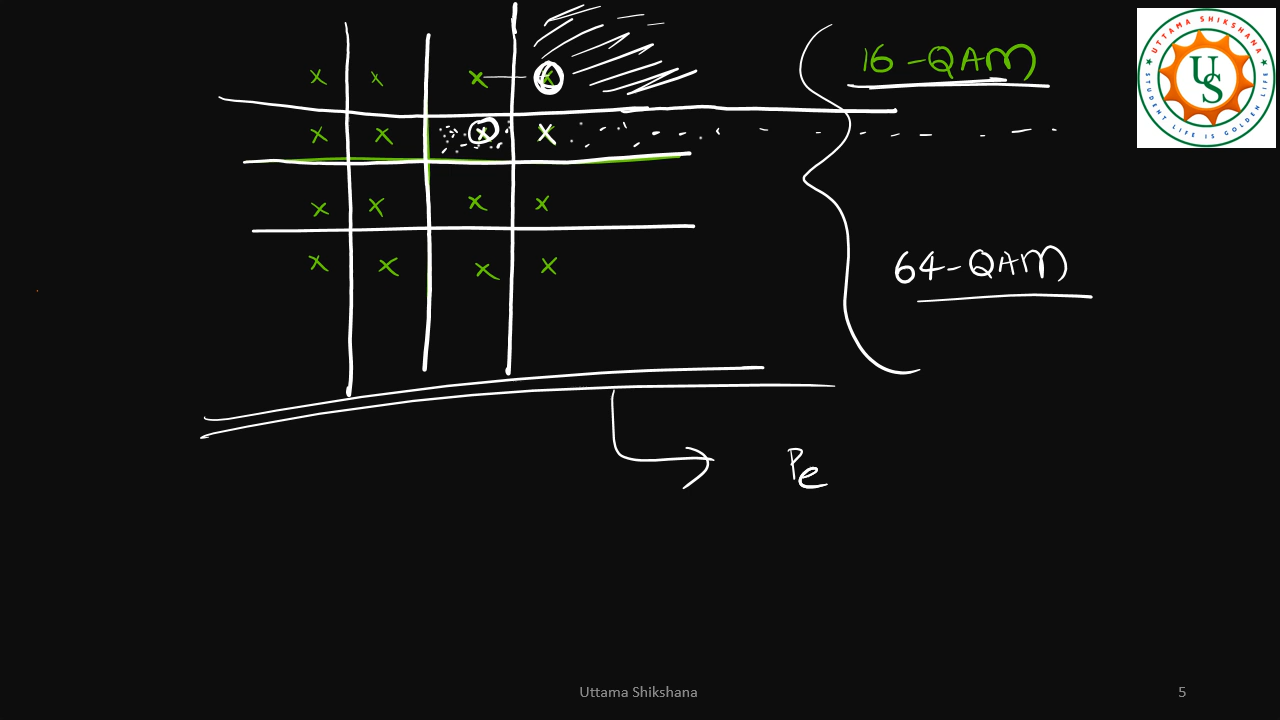 16-QAM
UTTAMA SHIKSHANA
US
STUDENT LIFE IS GOLDEN LIFE
x x x x
x x x x
x x x x
64-QAM
x x x x
Pe
Uttama Shikshana
5